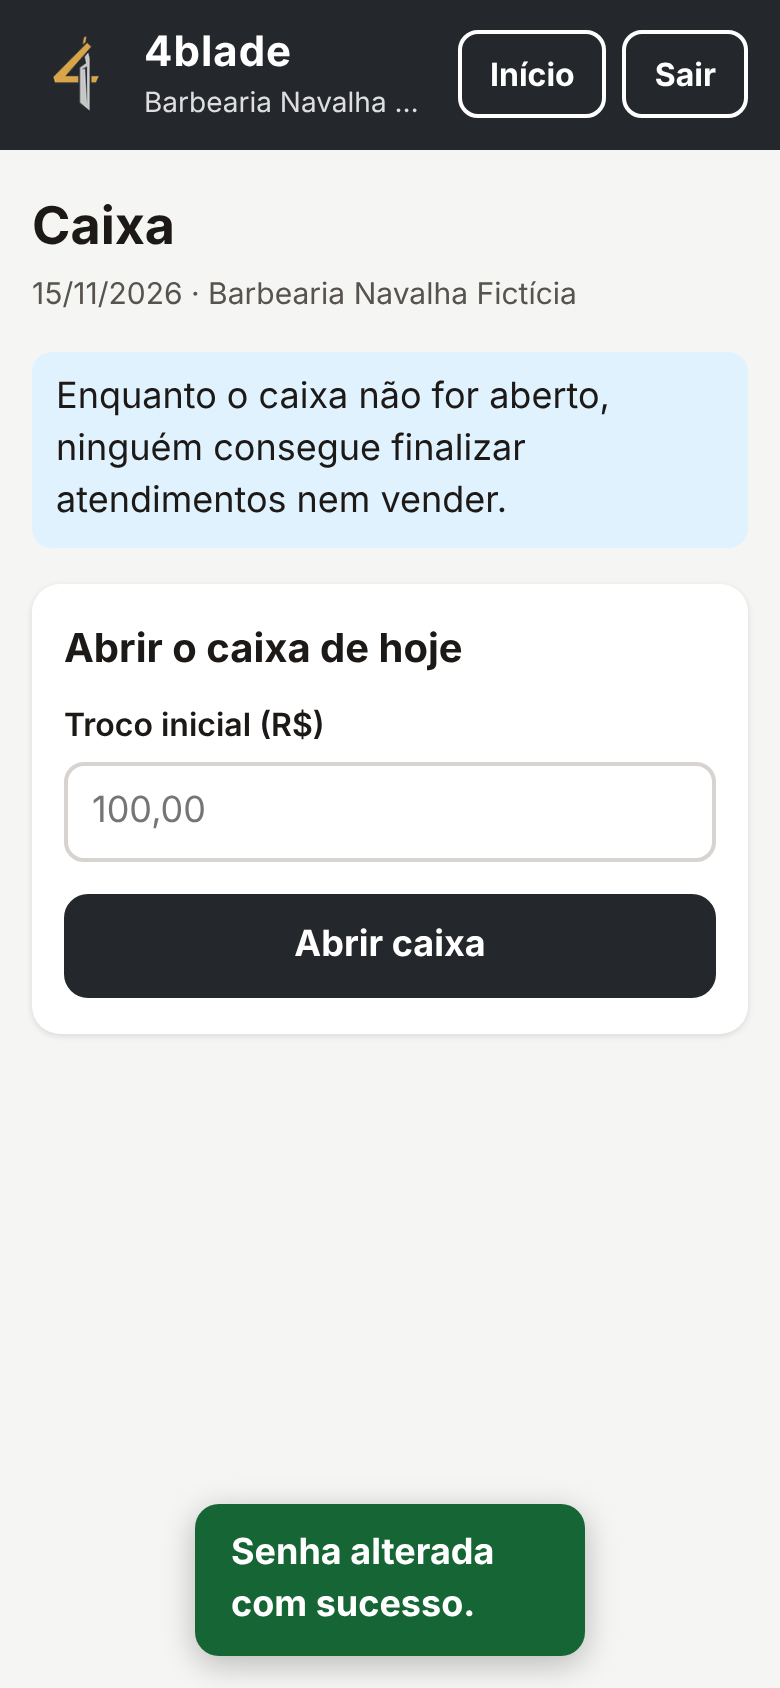 4blade
Barbearia Navalha ...
Início
Sair
Caixa
15/11/2026 · Barbearia Navalha Fictícia
Enquanto o caixa não for aberto,
ninguém consegue finalizar
atendimentos nem vender.
Abrir o caixa de hoje
Troco inicial (R$)
100,00
Abrir caixa
Senha alterada
com sucesso.